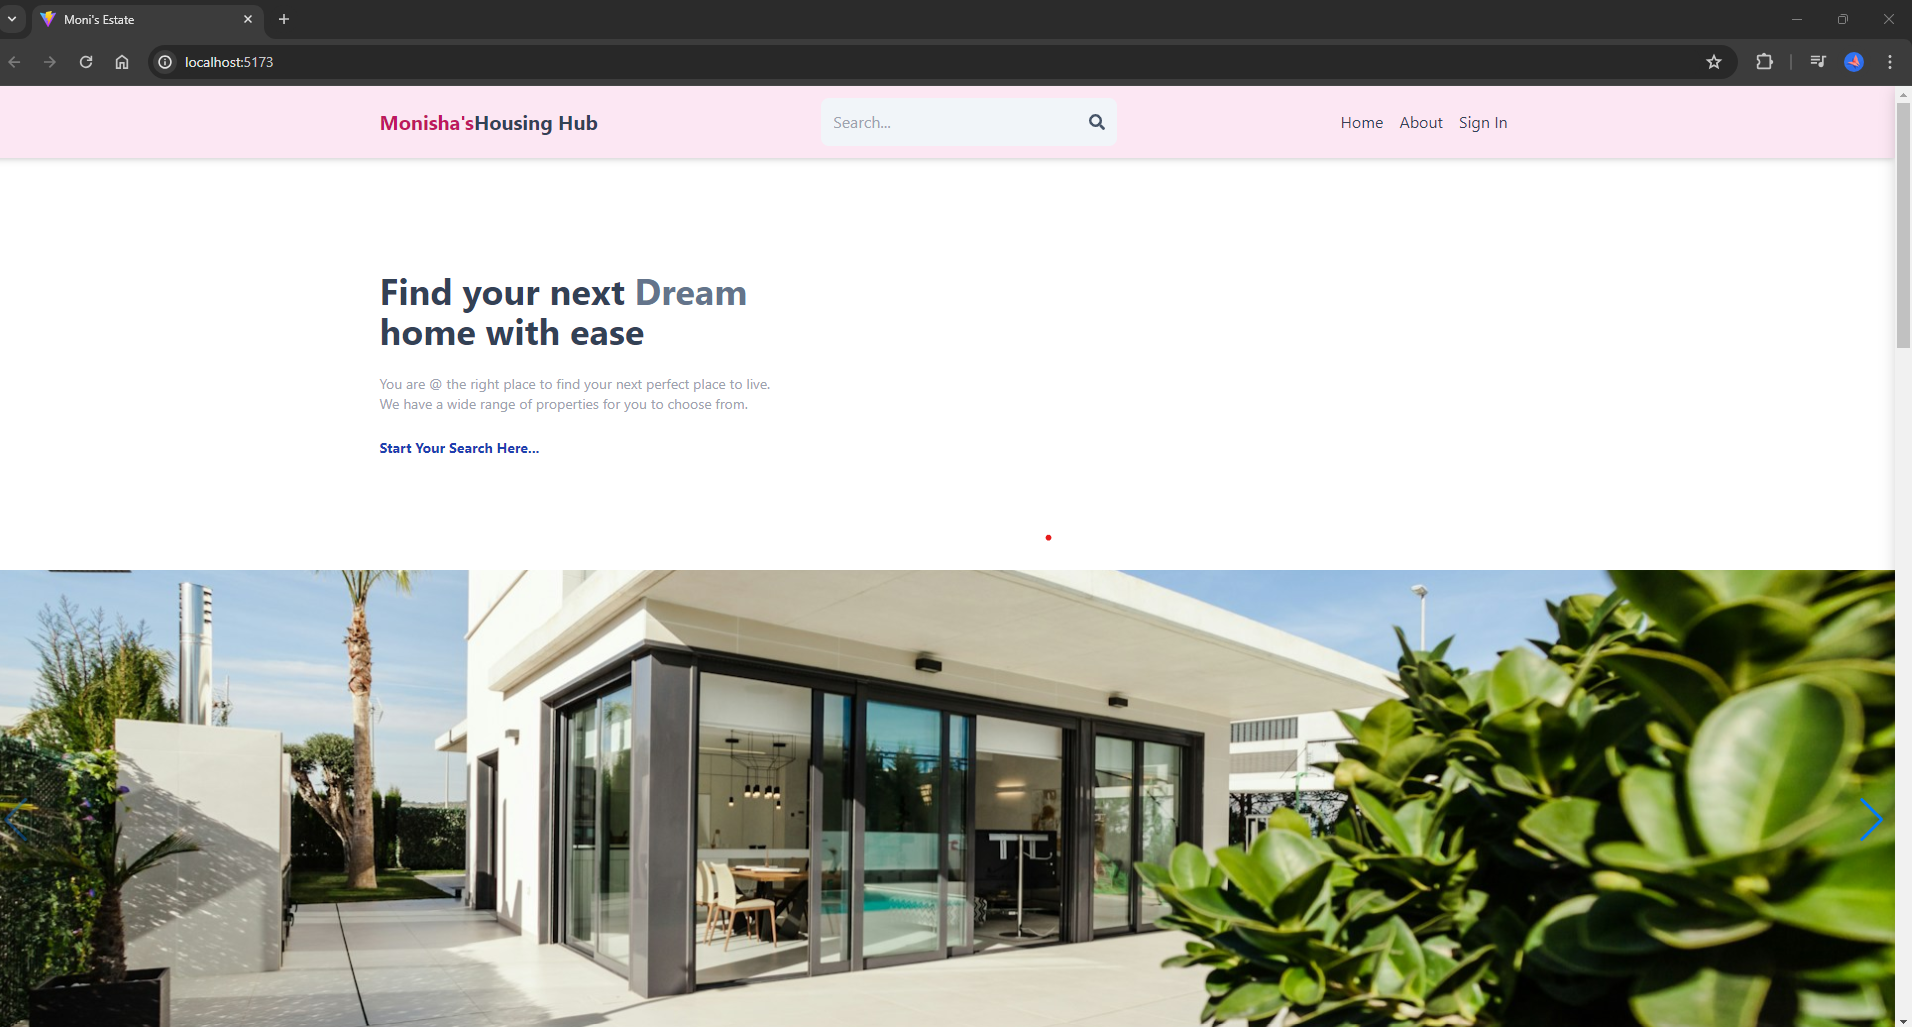 Moni's Estate
localhost:5173
Monisha'sHousing Hub
Search...
Home About Sign In
Find your next Dream
home with ease
You are @ the right place to find your next perfect place to live.
We have a wide range of properties for you to choose from.
Start Your Search Here...